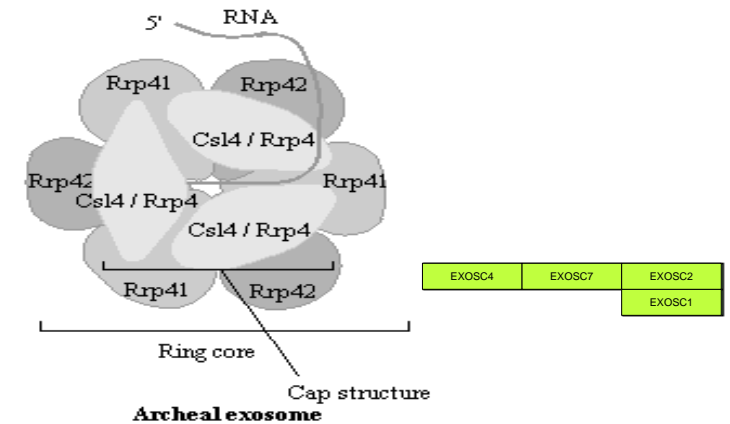 5' RNA
Rrp41 Rrp42
Csl4 / Rrp4
Rrp42 Rrp41
Csl4 / Rrp4
Csl4 / Rrp4
Rrp41 Rrp42
EXOSC4 EXOSC7 EXOSC2
EXOSC1
Ring core
Cap structure
Archeal exosome